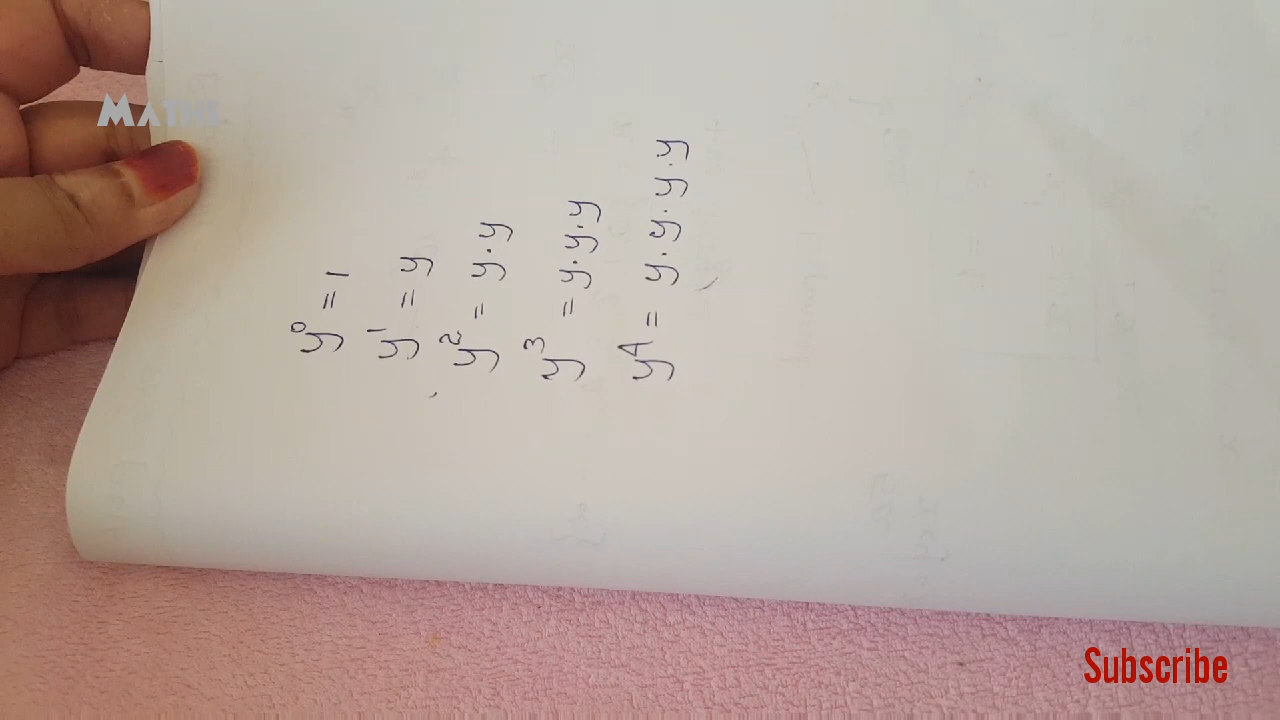 MATHS
y⁰ = 1
y¹ = y
y² = y.y
y³ = y.y.y
y⁴ = y.y.y.y
Subscribe